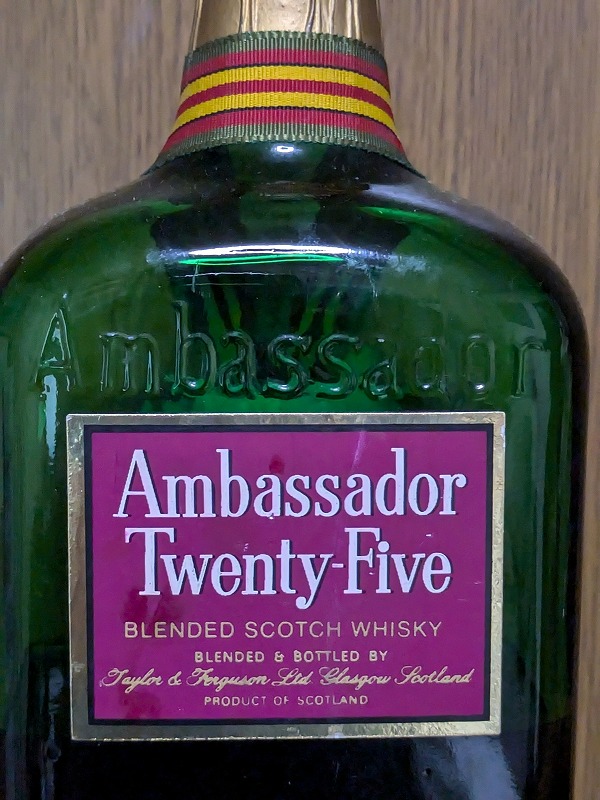 Ambassador
Ambassador
Twenty-Five
BLENDED SCOTCH WHISKY
BLENDED & BOTTLED BY
Taylor & Ferguson Ltd Glasgow Scotland
PRODUCT OF SCOTLAND